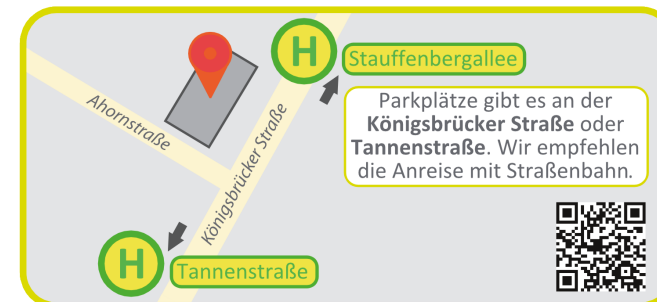 H
Stauffenbergallee
Parkplätze gibt es an der
Königsbrücker Straße oder
Tannenstraße. Wir empfehlen
die Anreise mit Straßenbahn.
Ahornstraße
Königsbrücker Straße
H
Tannenstraße